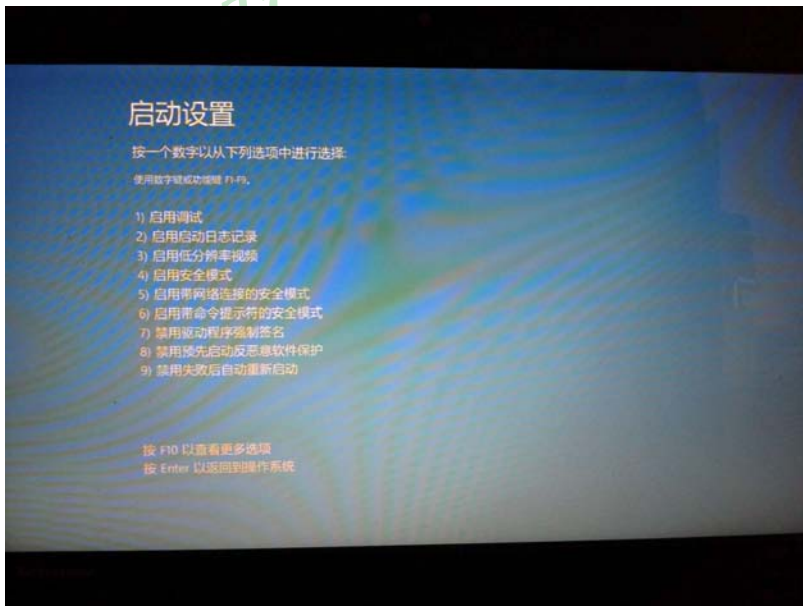 启动设置
按一个数字以从下列选项中进行选择:
使用数字键或功能键 F1-F9。
1) 启用调试
2) 启用启动日志记录
3) 启用低分辨率视频
4) 启用安全模式
5) 启用带网络连接的安全模式
6) 启用带命令提示符的安全模式
7) 禁用驱动程序强制签名
8) 禁用预先启动反恶意软件保护
9) 禁用失败后自动重新启动
按 F10 以查看更多选项
按 Enter 以返回到操作系统